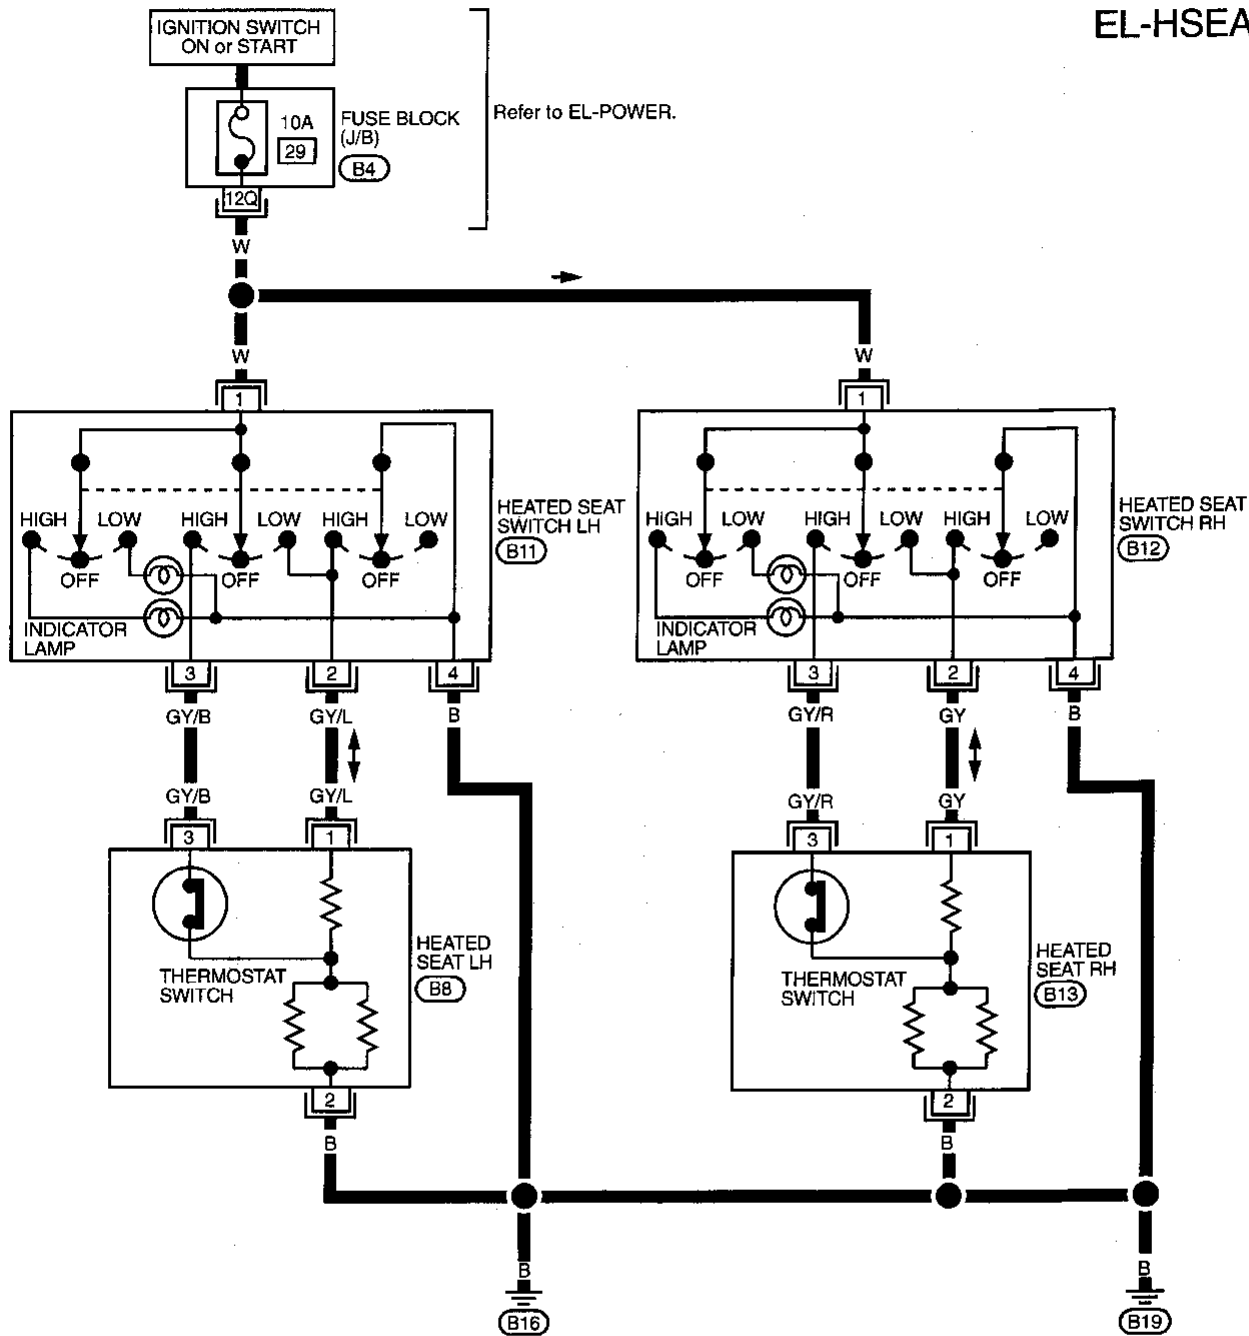 EL-HSEA
IGNITION SWITCH
ON or START
10A
29
FUSE BLOCK
(J/B)
B4
Refer to EL-POWER.
12Q
W
W
W
1
1
HIGH LOW HIGH LOW HIGH LOW
OFF OFF OFF
INDICATOR
LAMP
HEATED SEAT
SWITCH LH
B11
HIGH LOW HIGH LOW HIGH LOW
OFF OFF OFF
INDICATOR
LAMP
HEATED SEAT
SWITCH RH
B12
3 2 4
3 2 4
GY/B GY/L B
GY/R GY B
GY/B GY/L
GY/R GY
3 1
3 1
THERMOSTAT
SWITCH
HEATED
SEAT LH
B8
THERMOSTAT
SWITCH
HEATED
SEAT RH
B13
2
2
B
B
B
B
B16
B19